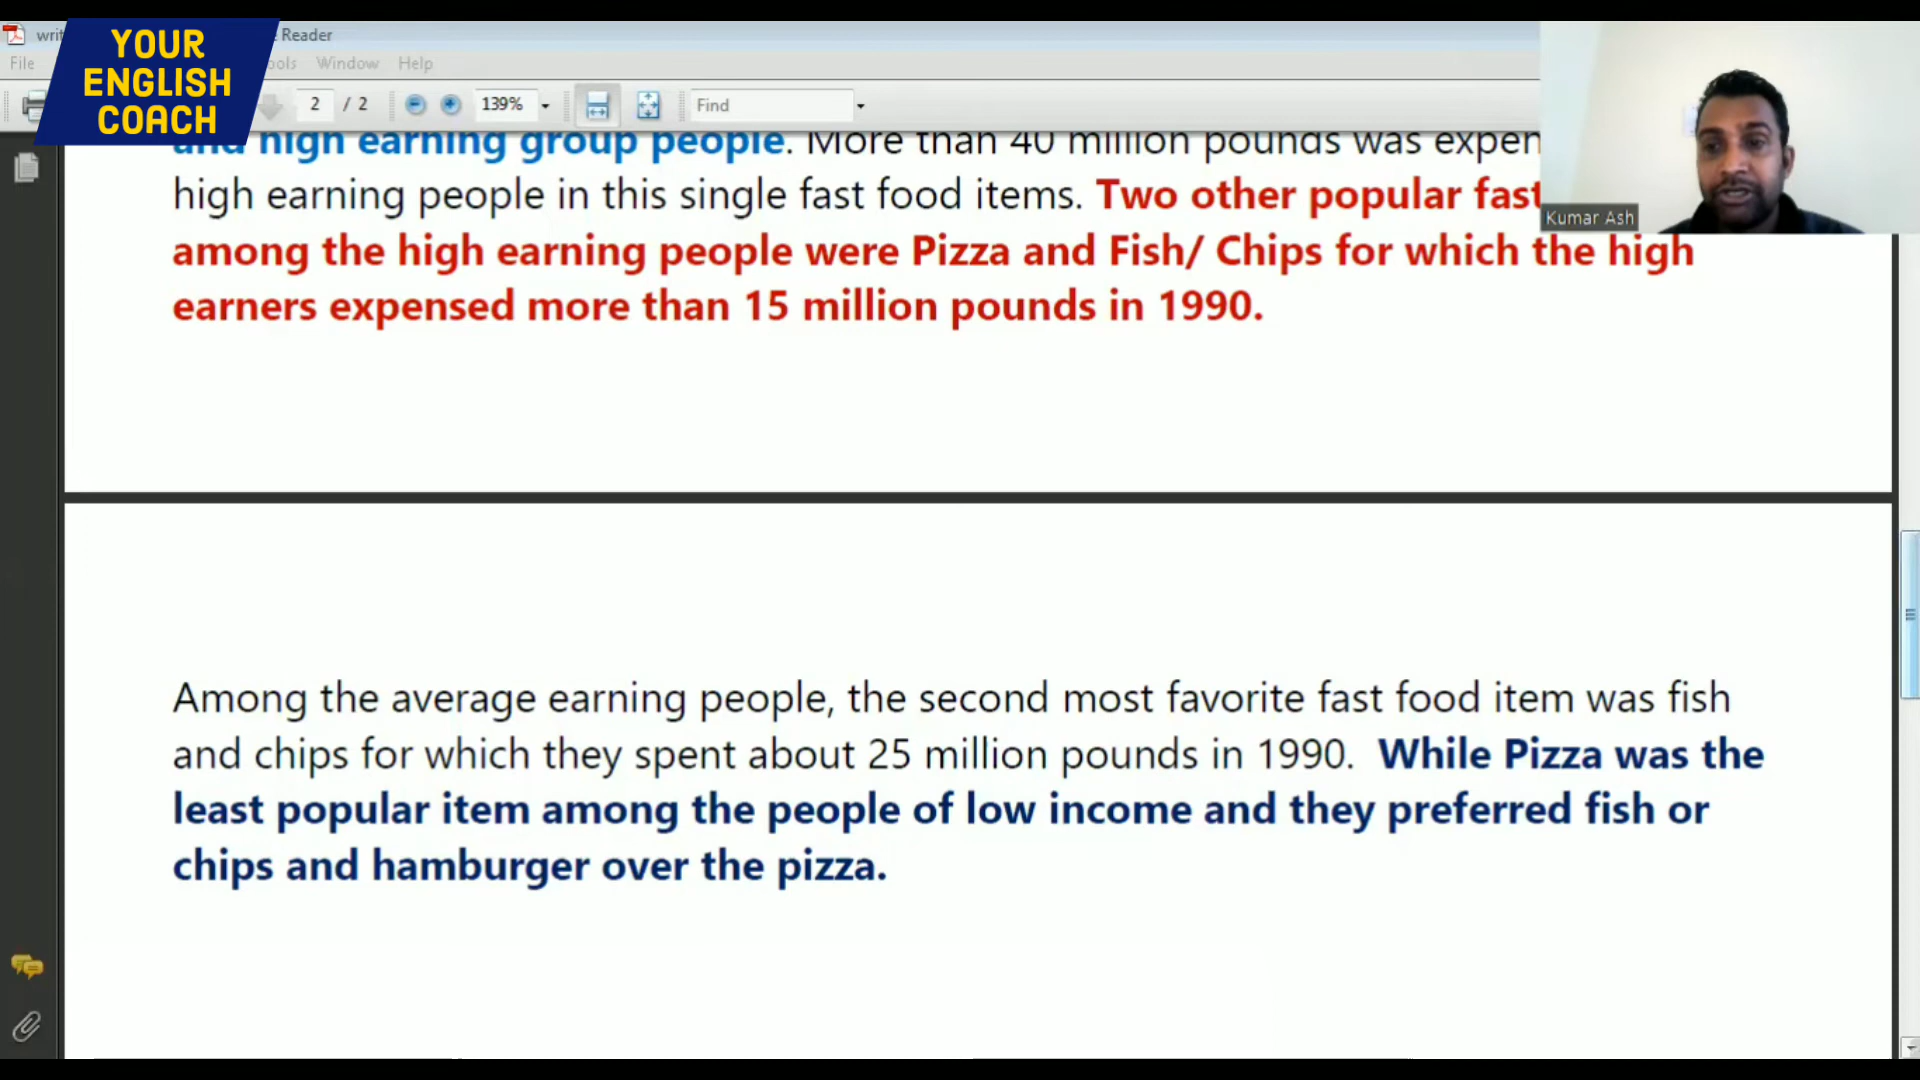 YOUR
ENGLISH
COACH
Reader
File
Window Help
2 / 2 139% Find
and high earning group people. More than 40 million pounds was
high earning people in this single fast food items. Two other popular fast
Kumar Ash
among the high earning people were Pizza and Fish/ Chips for which the high
earners expensed more than 15 million pounds in 1990.
Among the average earning people, the second most favorite fast food item was fish
and chips for which they spent about 25 million pounds in 1990. While Pizza was the
least popular item among the people of low income and they preferred fish or
chips and hamburger over the pizza.